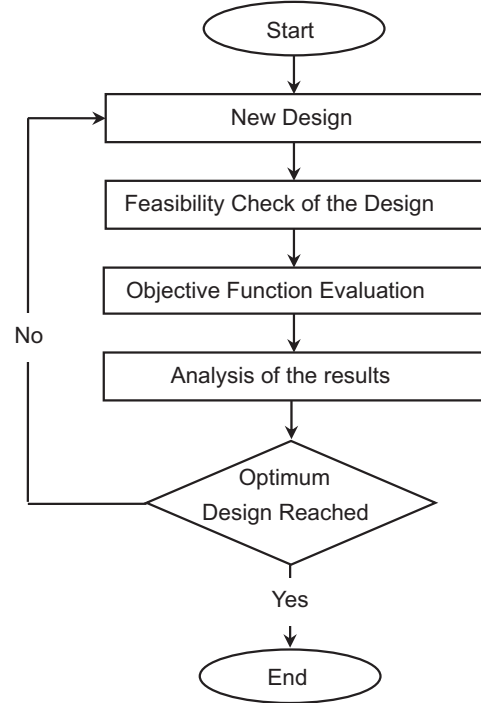 Start
New Design
Feasibility Check of the Design
Objective Function Evaluation
No
Analysis of the results
Optimum
Design Reached
Yes
End